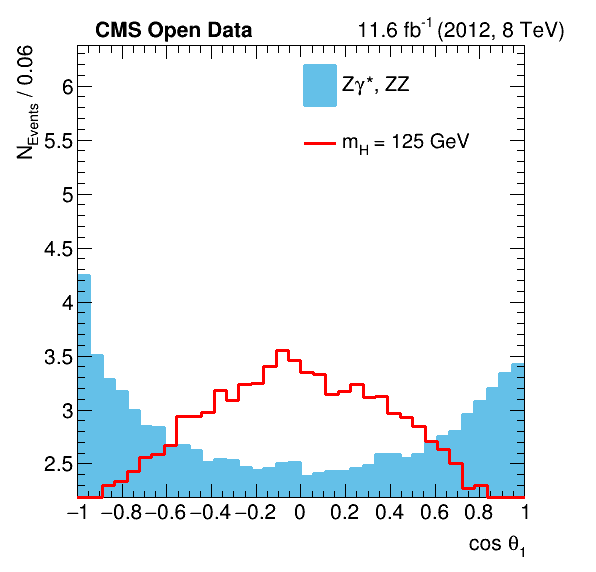 CMS Open Data 11.6 fb⁻¹ (2012, 8 TeV)
N_Events / 0.06
Zγ*, ZZ
m_H = 125 GeV
6
5.5
5
4.5
4
3.5
3
2.5
−1 −0.8 −0.6 −0.4 −0.2 0 0.2 0.4 0.6 0.8 1
cos θ₁